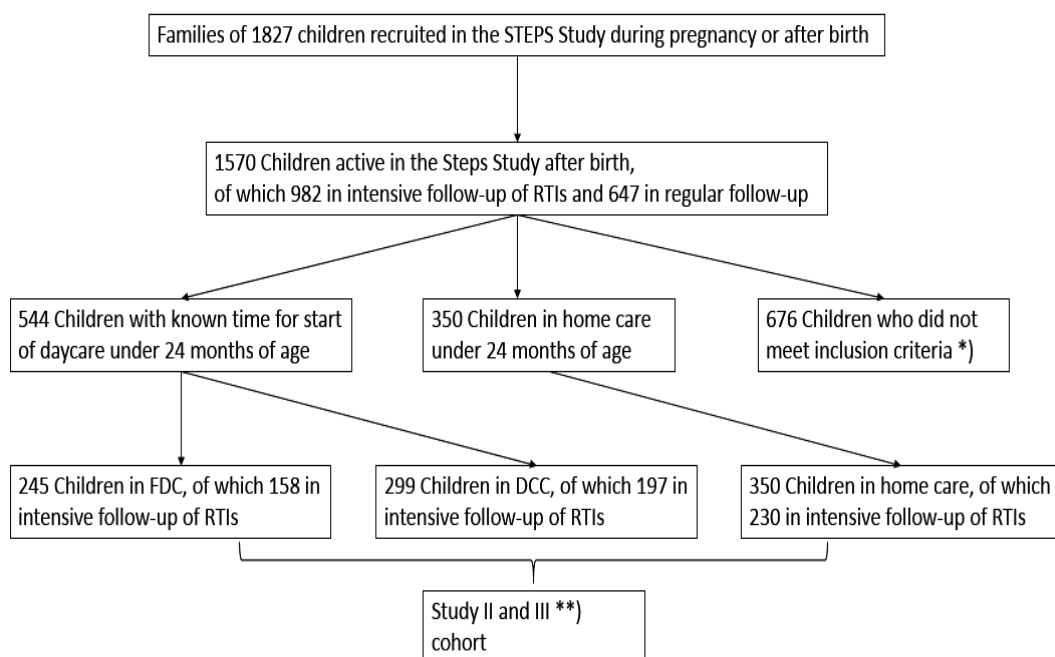 Families of 1827 children recruited in the STEPS Study during pregnancy or after birth
1570 Children active in the Steps Study after birth,
of which 982 in intensive follow-up of RTIs and 647 in regular follow-up
544 Children with known time for start
of daycare under 24 months of age
350 Children in home care
under 24 months of age
676 Children who did not
meet inclusion criteria *)
245 Children in FDC, of which 158 in
intensive follow-up of RTIs
299 Children in DCC, of which 197 in
intensive follow-up of RTIs
350 Children in home care, of which
230 in intensive follow-up of RTIs
Study II and III **)
cohort